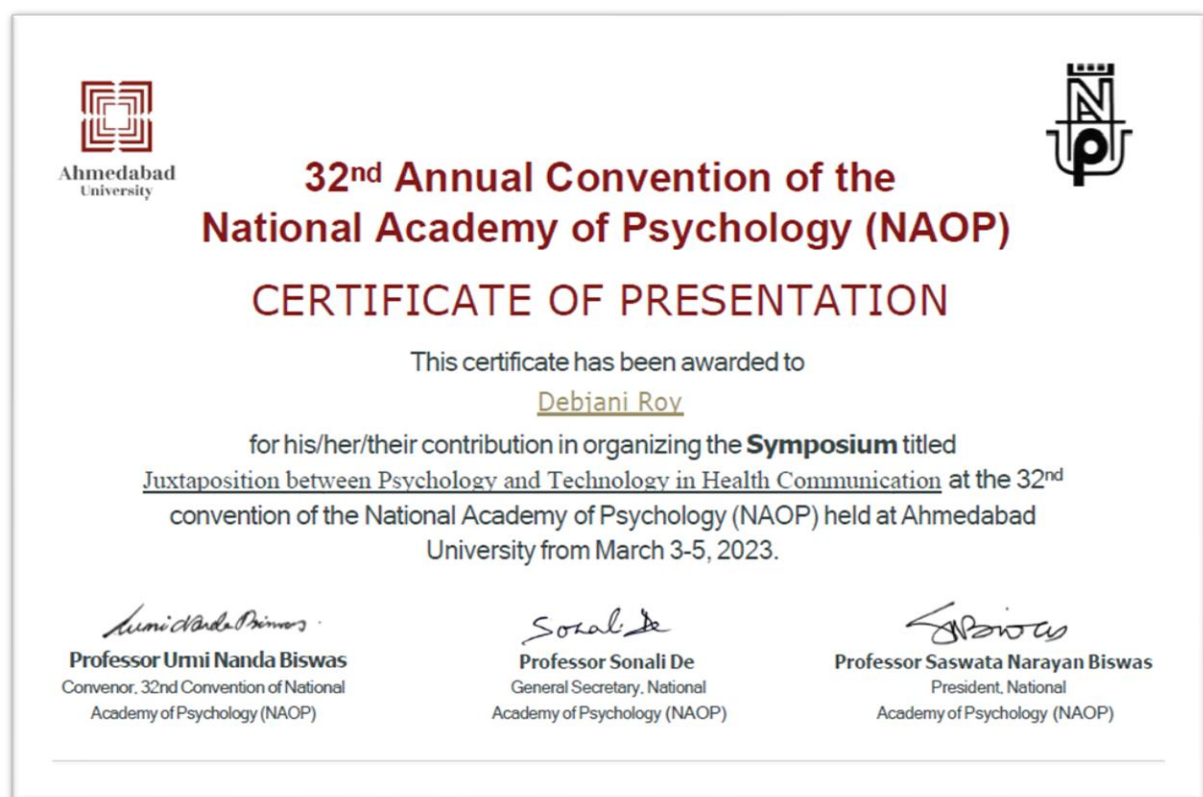 Ahmedabad
University
NAOP
32nd Annual Convention of the
National Academy of Psychology (NAOP)
CERTIFICATE OF PRESENTATION
This certificate has been awarded to
Debjani Roy
for his/her/their contribution in organizing the Symposium titled
Juxtaposition between Psychology and Technology in Health Communication at the 32nd
convention of the National Academy of Psychology (NAOP) held at Ahmedabad
University from March 3-5, 2023.
Sonali De
Professor Urmi Nanda Biswas
Convenor, 32nd Convention of National
Academy of Psychology (NAOP)
Professor Sonali De
General Secretary, National
Academy of Psychology (NAOP)
Professor Saswata Narayan Biswas
President, National
Academy of Psychology (NAOP)